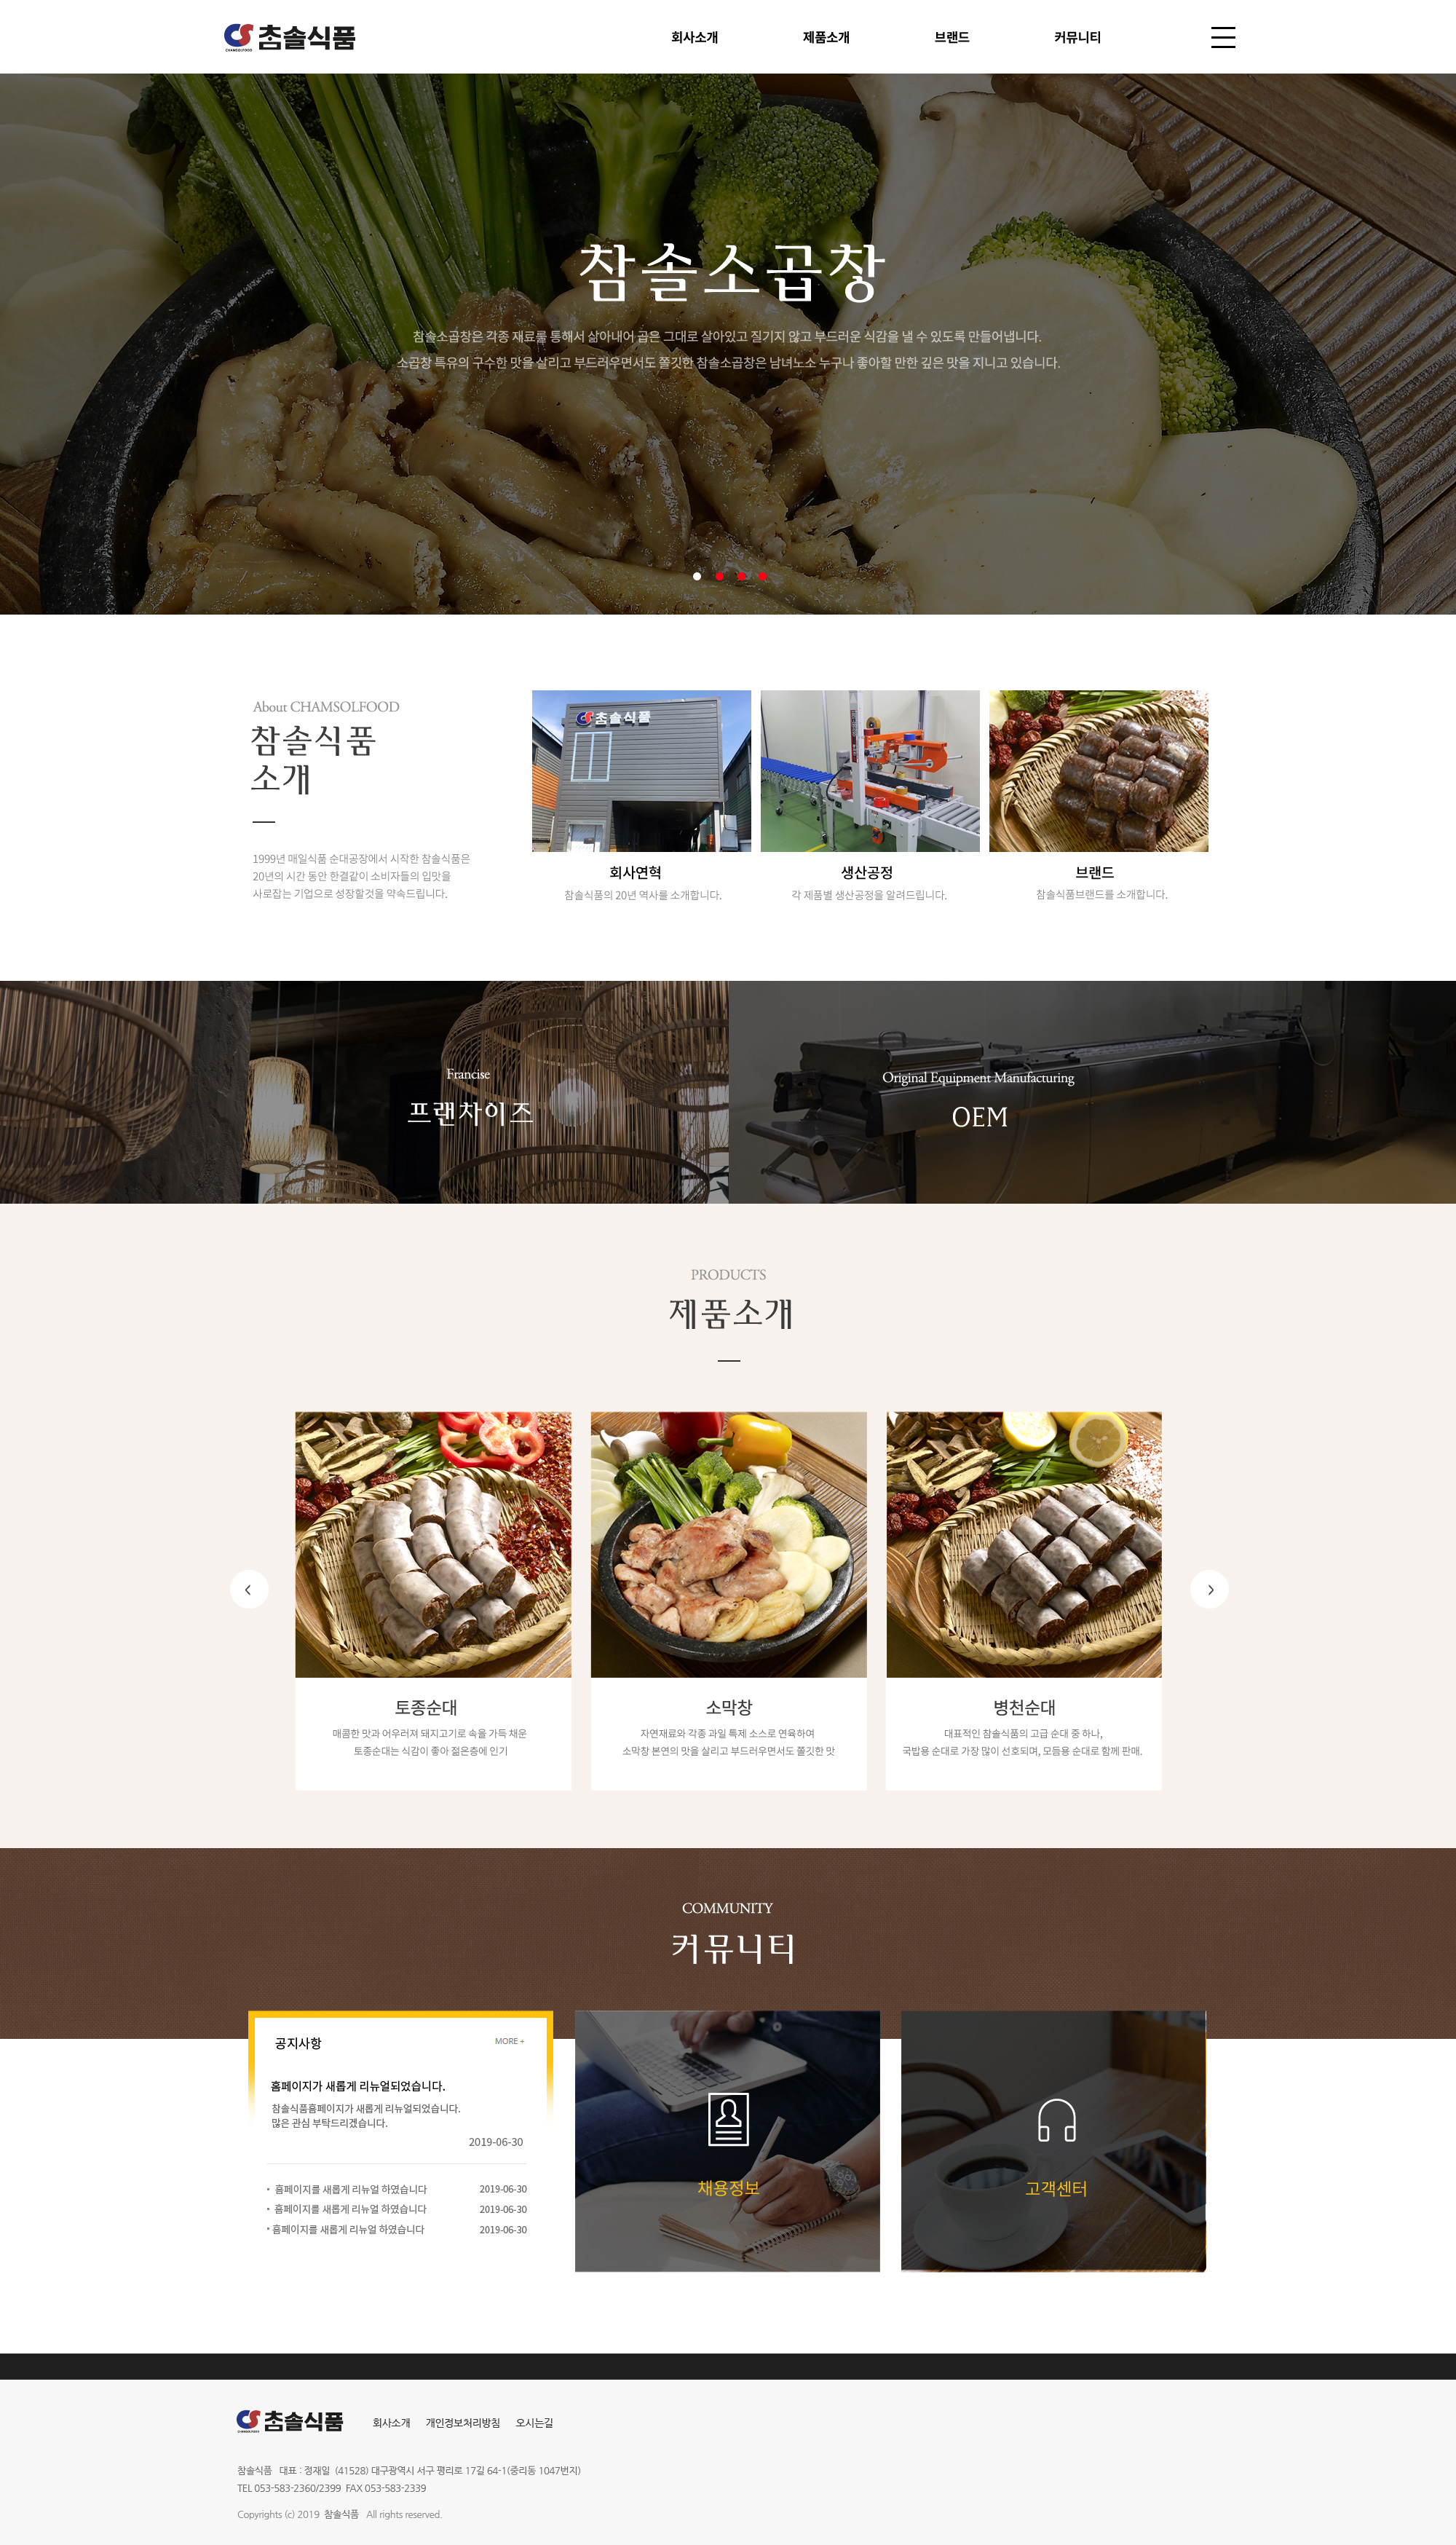 참솔식품
CHAMSOLFOOD
회사소개 제품소개 브랜드 커뮤니티
참솔소곱창
참솔소곱창은 각종 재료를 통해서 삶아내어 곱은 그대로 살아있고 질기지 않고 부드러운 식감을 낼 수 있도록 만들어냅니다.
소곱창 특유의 구수한 맛을 살리고 부드러우면서도 쫄깃한 참솔소곱창은 남녀노소 누구나 좋아할 만한 깊은 맛을 지니고 있습니다.
About CHAMSOLFOOD
참솔식품
소개
1999년 매일식품 순대공장에서 시작한 참솔식품은
20년의 시간 동안 한결같이 소비자들의 입맛을
사로잡는 기업으로 성장할것을 약속드립니다.
참솔식품
회사연혁
참솔식품의 20년 역사를 소개합니다.
생산공정
각 제품별 생산공정을 알려드립니다.
브랜드
참솔식품브랜드를 소개합니다.
Francise
프랜차이즈
Original Equipment Manufacturing
OEM
PRODUCTS
제품소개
토종순대
매콤한 맛과 어우러져 돼지고기로 속을 가득 채운
토종순대는 식감이 좋아 젊은층에 인기
소막창
자연재료와 각종 과일 특제 소스로 연육하여
소막창 본연의 맛을 살리고 부드러우면서도 쫄깃한 맛
병천순대
대표적인 참솔식품의 고급 순대 중 하나,
국밥용 순대로 가장 많이 선호되며, 모듬용 순대로 함께 판매.
COMMUNITY
커뮤니티
공지사항 MORE +
홈페이지가 새롭게 리뉴얼되었습니다.
참솔식품홈페이지가 새롭게 리뉴얼되었습니다.
많은 관심 부탁드리겠습니다.
2019-06-30
• 홈페이지를 새롭게 리뉴얼 하였습니다 2019-06-30
• 홈페이지를 새롭게 리뉴얼 하였습니다 2019-06-30
• 홈페이지를 새롭게 리뉴얼 하였습니다 2019-06-30
채용정보
고객센터
참솔식품
CHAMSOLFOOD
회사소개 개인정보처리방침 오시는길
참솔식품 대표 : 정재일 (41528) 대구광역시 서구 평리로 17길 64-1(중리동 1047번지)
TEL 053-583-2360/2399 FAX 053-583-2339
Copyrights (c) 2019 참솔식품 All rights reserved.